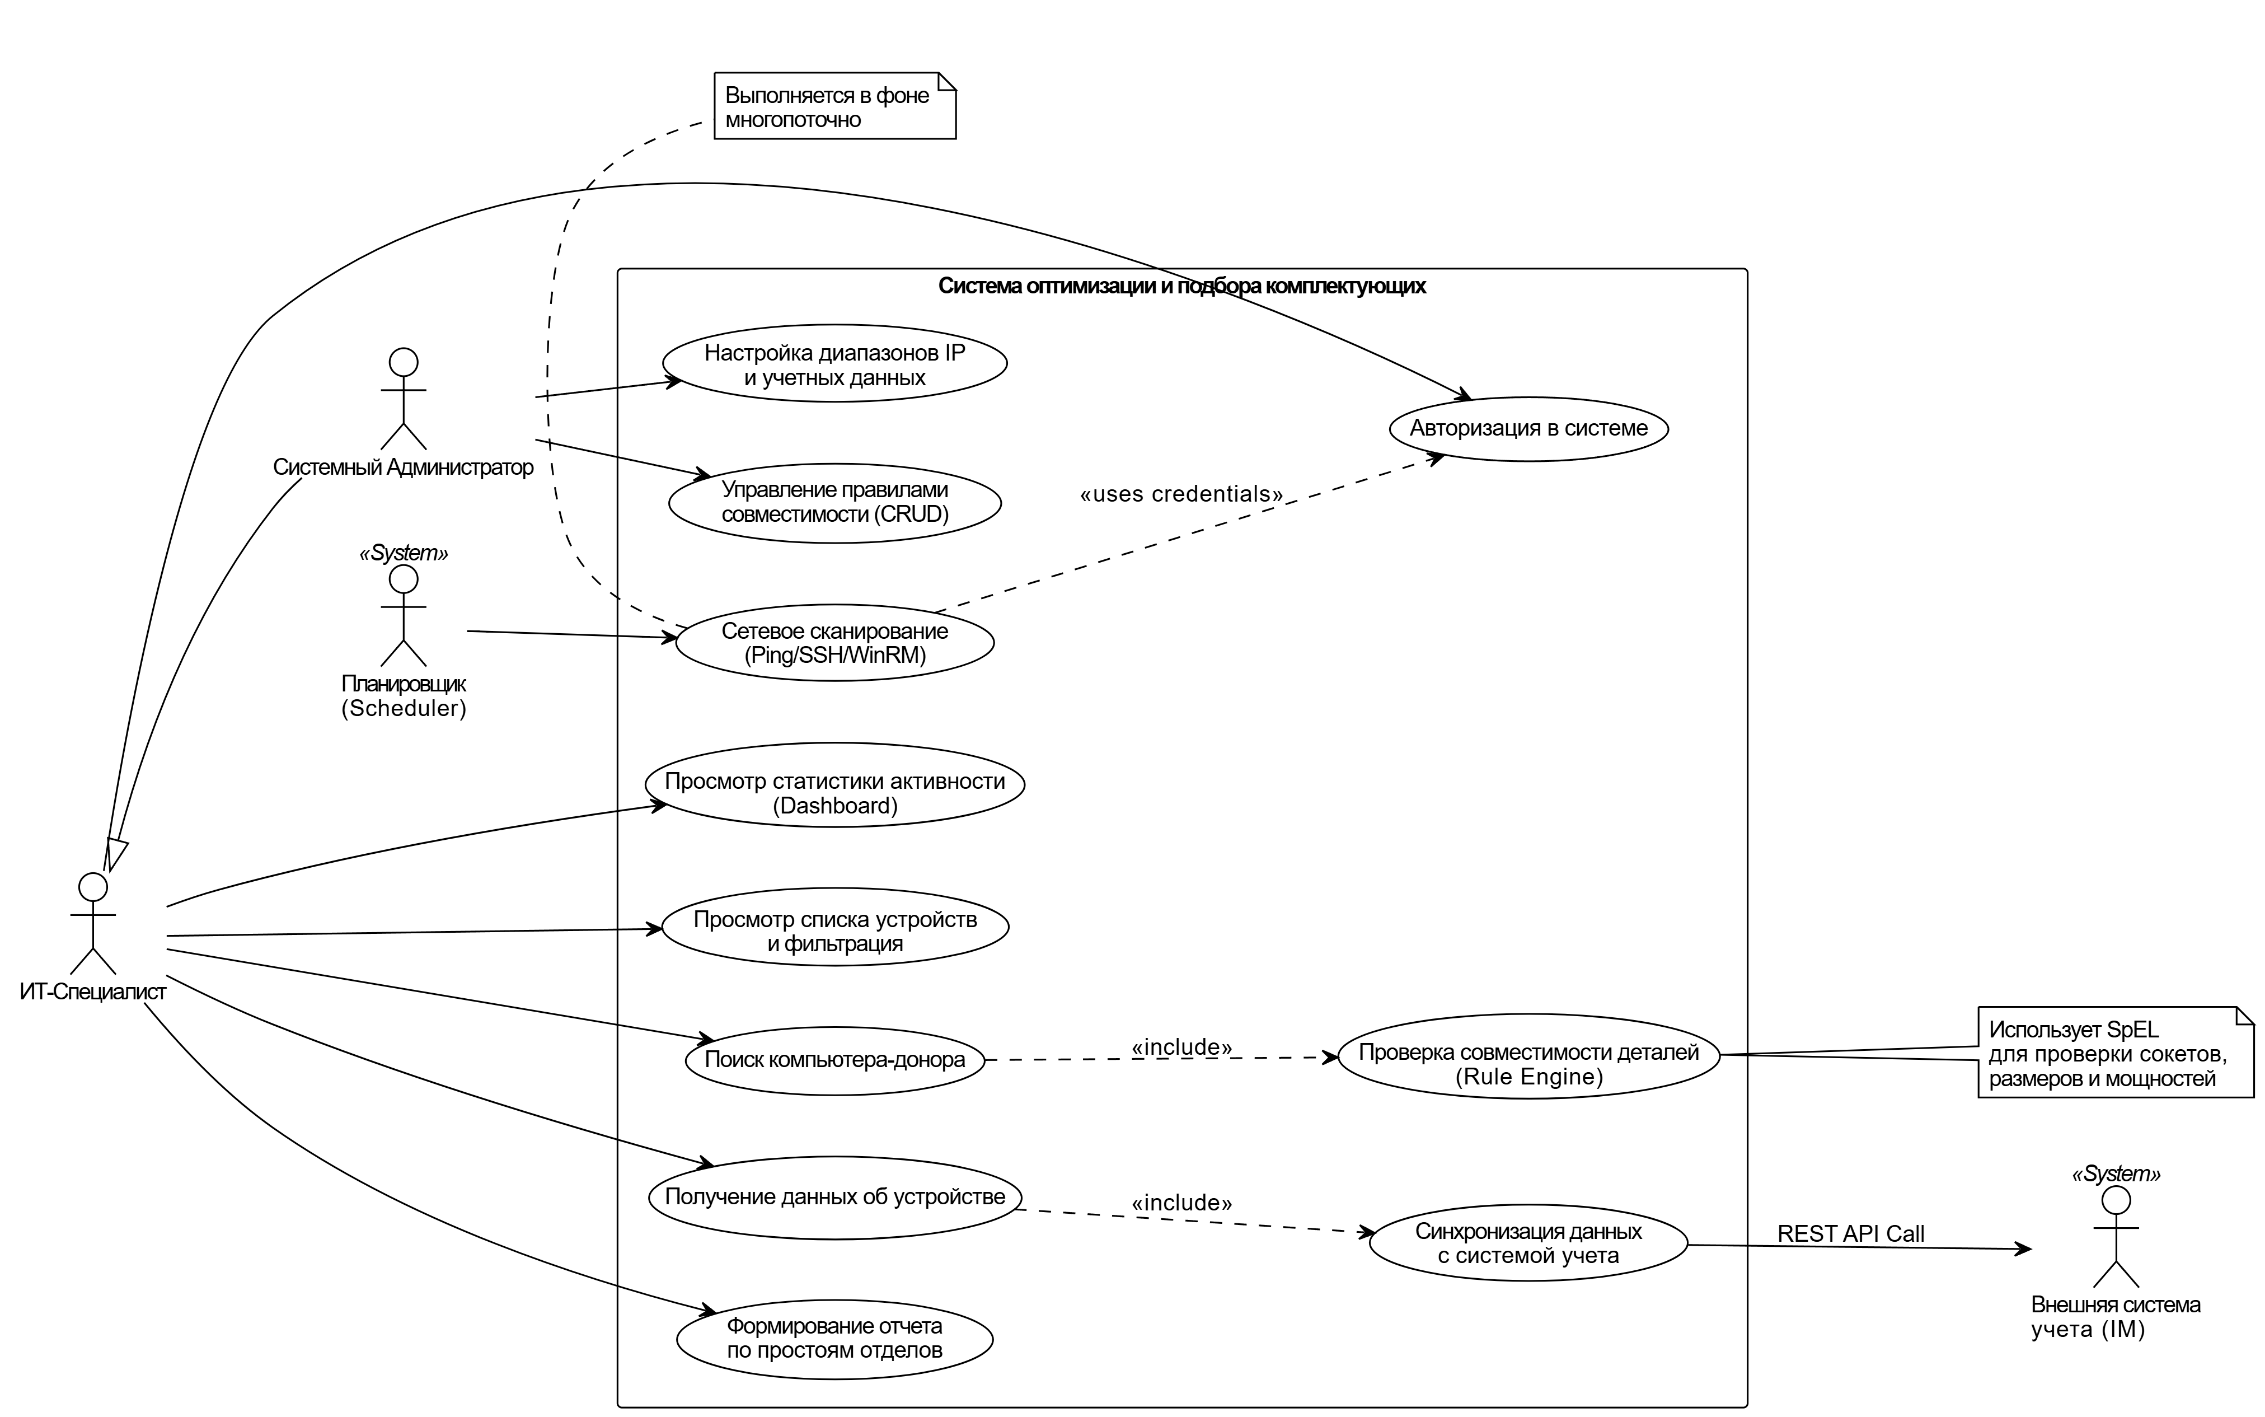 Выполняется в фоне
многопоточно
Система оптимизации и подбора комплектующих
Настройка диапазонов IP
и учетных данных
Авторизация в системе
Системный Администратор
Управление правилами
совместимости (CRUD)
«uses credentials»
«System»
Планировщик
(Scheduler)
Сетевое сканирование
(Ping/SSH/WinRM)
Просмотр статистики активности
(Dashboard)
Просмотр списка устройств
и фильтрация
ИТ-Специалист
Поиск компьютера-донора
«include»
Проверка совместимости деталей
(Rule Engine)
Использует SpEL
для проверки сокетов,
размеров и мощностей
Получение данных об устройстве
«include»
Синхронизация данных
с системой учета
REST API Call
«System»
Внешняя система
учета (IM)
Формирование отчета
по простоям отделов